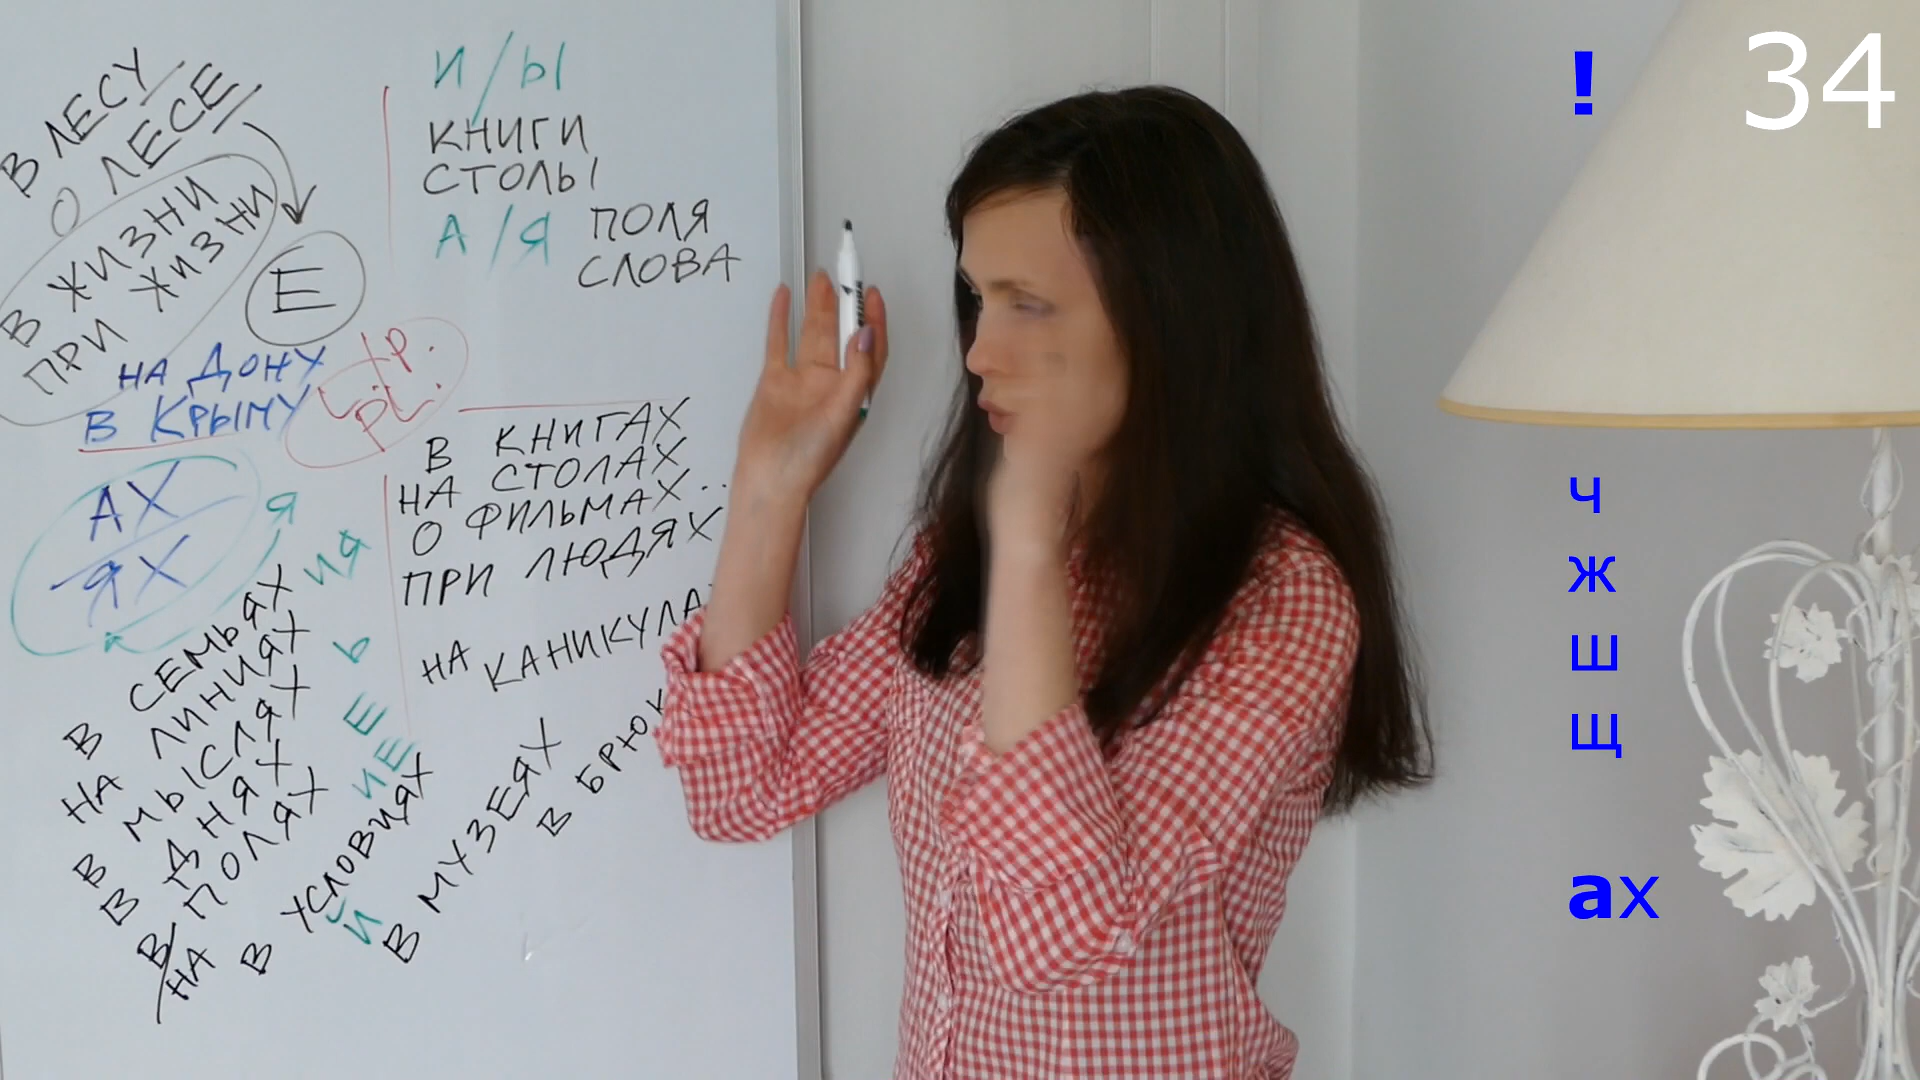 В ЛЕСУ
О ЛЕСЕ
В ЖИЗНИ
ПРИ ЖИЗНИ
Е
НА ДОНУ
В КРЫМУ
АХ
ЯХ
Я
ИЯ
Ь
Е
ИЕ
Й
В СЕМЬЯХ
НА ЛИНИЯХ
В МЫСЛЯХ
В ДНЯХ
В/НА ПОЛЯХ
В УСЛОВИЯХ
В МУЗЕЯХ
И/Ы
КНИГИ
СТОЛЫ
А/Я ПОЛЯ
СЛОВА
В КНИГАХ
НА СТОЛАХ
О ФИЛЬМАХ..
ПРИ ЛЮДЯХ
НА КАНИКУЛА
В БРЮК
! 34
ч
ж
ш
щ
ах